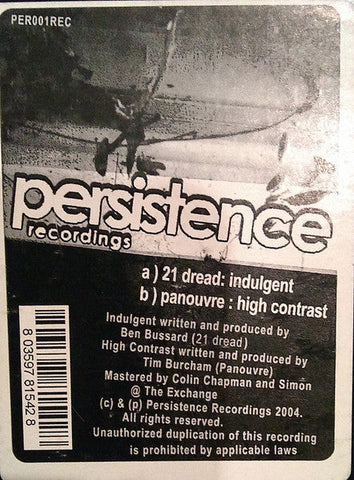 PER001REC
persistence
recordings
a ) 21 dread: indulgent
b ) panouvre : high contrast
Indulgent written and produced by
Ben Bussard (21 dread)
High Contrast written and produced by
Tim Burcham (Panouvre)
Mastered by Colin Chapman and Simon
@ The Exchange
(c) & (p) Persistence Recordings 2004.
All rights reserved.
Unauthorized duplication of this recording
is prohibited by applicable laws
8 03597 81542 8